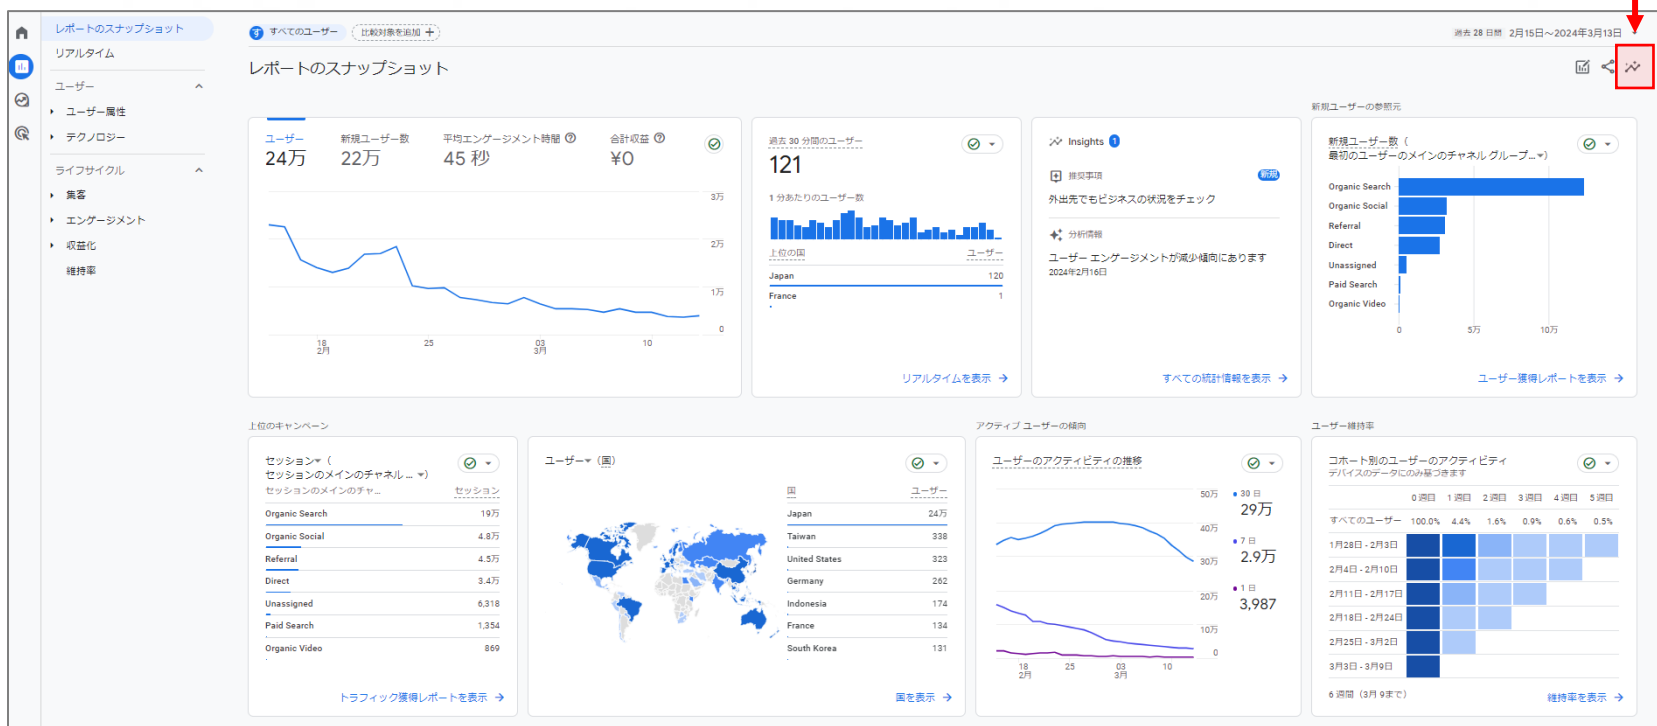 レポートのスナップショット
リアルタイム
ユーザー
ユーザー属性
テクノロジー
ライフサイクル
集客
エンゲージメント
収益化
維持率
す すべてのユーザー 比較対象を追加 +
過去 28 日間 2月15日～2024年3月13日
レポートのスナップショット
ユーザー
24万
新規ユーザー数
22万
平均エンゲージメント時間
45 秒
合計収益
¥0
3万
2万
1万
0
18
2月
25
03
3月
10
過去 30 分間のユーザー
121
1 分あたりのユーザー数
上位の国 ユーザー
Japan 120
France 1
リアルタイムを表示 →
Insights 1
推奨事項 新規
外出先でもビジネスの状況をチェック
分析情報
ユーザー エンゲージメントが減少傾向にあります
2024年2月16日
すべての統計情報を表示 →
新規ユーザーの参照元
新規ユーザー数（
最初のユーザーのメインのチャネル グループ...▾）
Organic Search
Organic Social
Referral
Direct
Unassigned
Paid Search
Organic Video
0 5万 10万
ユーザー獲得レポートを表示 →
上位のキャンペーン
セッション▾（
セッションのメインのチャネル ... ▾）
セッションのメインのチャ... セッション
Organic Search 19万
Organic Social 4.8万
Referral 4.5万
Direct 3.4万
Unassigned 6,318
Paid Search 1,354
Organic Video 869
トラフィック獲得レポートを表示 →
ユーザー▾（国）
国 ユーザー
Japan 24万
Taiwan 338
United States 323
Germany 262
Indonesia 174
France 134
South Korea 131
国を表示 →
アクティブ ユーザーの傾向
ユーザーのアクティビティの推移
50万
40万
30万
20万
10万
0
18
2月
25
03
3月
10
30 日
29万
7 日
2.9万
1 日
3,987
ユーザー維持率
コホート別のユーザーのアクティビティ
デバイスのデータにのみ基づきます
0 週目 1 週目 2 週目 3 週目 4 週目 5 週目
すべてのユーザー 100.0% 4.4% 1.6% 0.9% 0.6% 0.5%
1月28日 - 2月3日
2月4日 - 2月10日
2月11日 - 2月17日
2月18日 - 2月24日
2月25日 - 3月2日
3月3日 - 3月9日
6 週間（3月 9まで）
維持率を表示 →